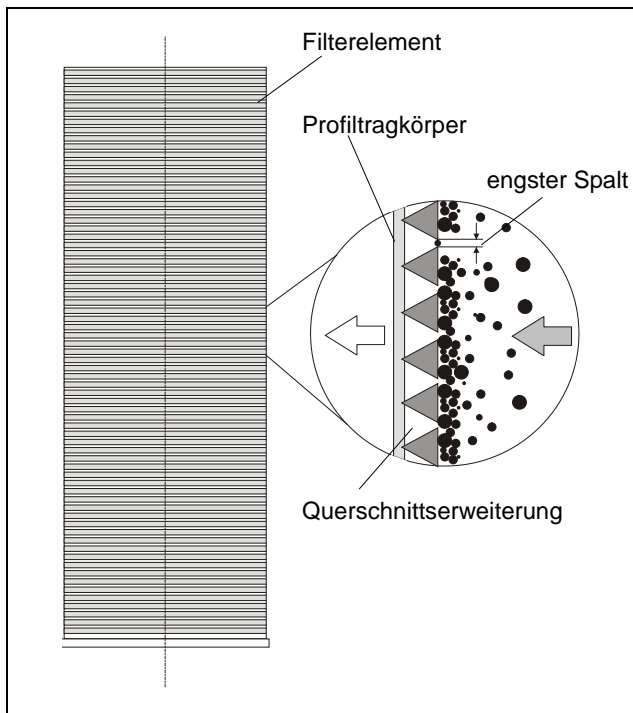 Filterelement
Profiltragkörper
engster Spalt
Querschnittserweiterung